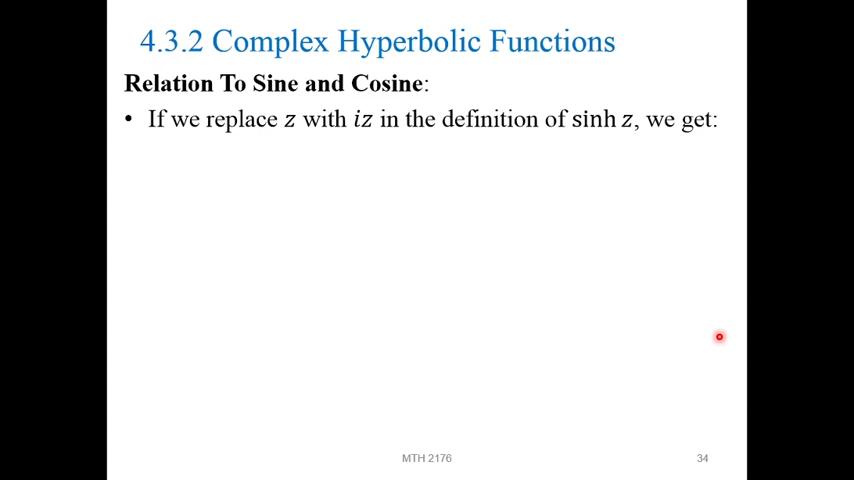 4.3.2 Complex Hyperbolic Functions
Relation To Sine and Cosine:
• If we replace z with iz in the definition of sinh z, we get:
MTH 2176
34